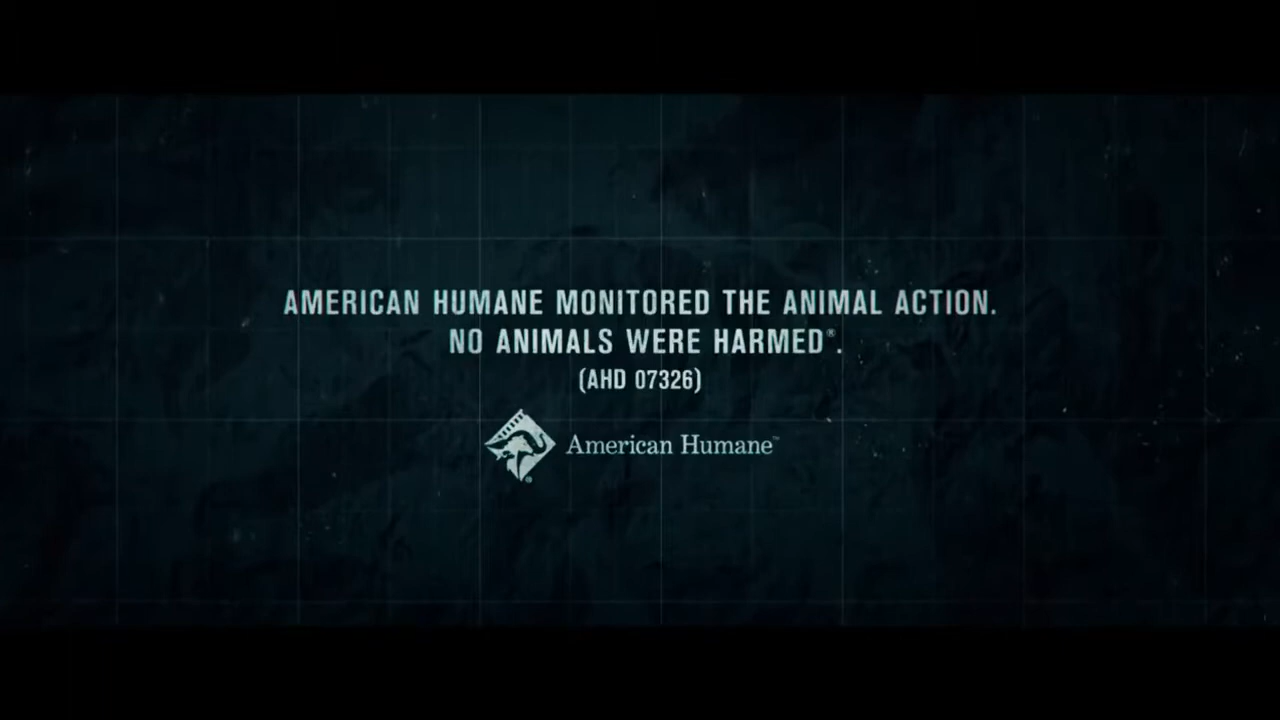 AMERICAN HUMANE MONITORED THE ANIMAL ACTION.
NO ANIMALS WERE HARMED®.
(AHD 07326)
American Humane™